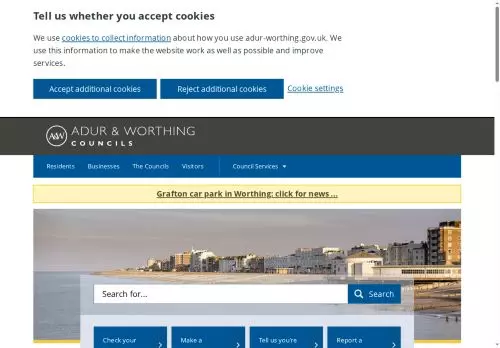 Tell us whether you accept cookies
We use cookies to collect information about how you use adur-worthing.gov.uk. We
use this information to make the website work as well as possible and improve
services.
Accept additional cookies
Reject additional cookies
Cookie settings
A&W
ADUR & WORTHING
COUNCILS
Residents
Businesses
The Councils
Visitors
Council Services
Grafton car park in Worthing: click for news ...
Search for...
Search
Check your
Make a
Tell us you're
Report a